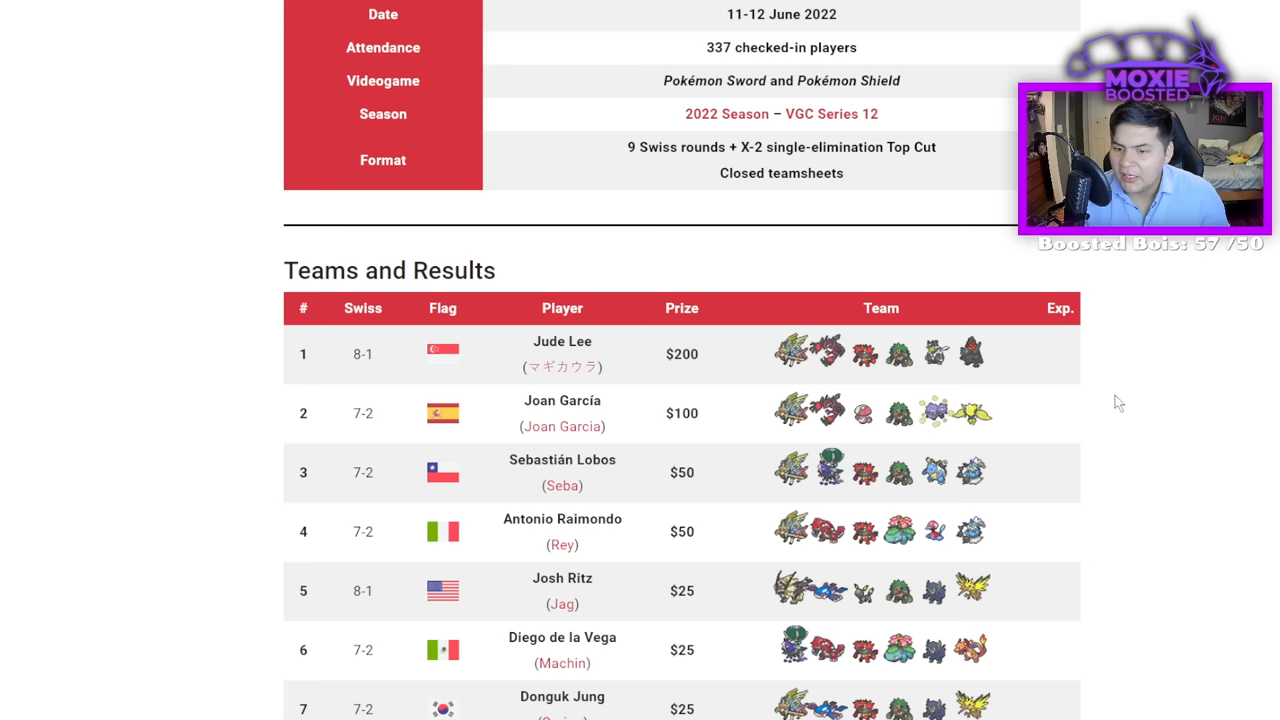 Date 11-12 June 2022
Attendance 337 checked-in players
Videogame Pokémon Sword and Pokémon Shield
Season 2022 Season – VGC Series 12
Format 9 Swiss rounds + X-2 single-elimination Top Cut
Closed teamsheets
MOXIE
BOOSTED
Boosted Bois: 57 /50
Teams and Results
# Swiss Flag Player Prize Team Exp.
1 8-1 Jude Lee $200
(マギカウラ)
2 7-2 Joan García $100
(Joan Garcia)
3 7-2 Sebastián Lobos $50
(Seba)
4 7-2 Antonio Raimondo $50
(Rey)
5 8-1 Josh Ritz $25
(Jag)
6 7-2 Diego de la Vega $25
(Machin)
7 7-2 Donguk Jung $25